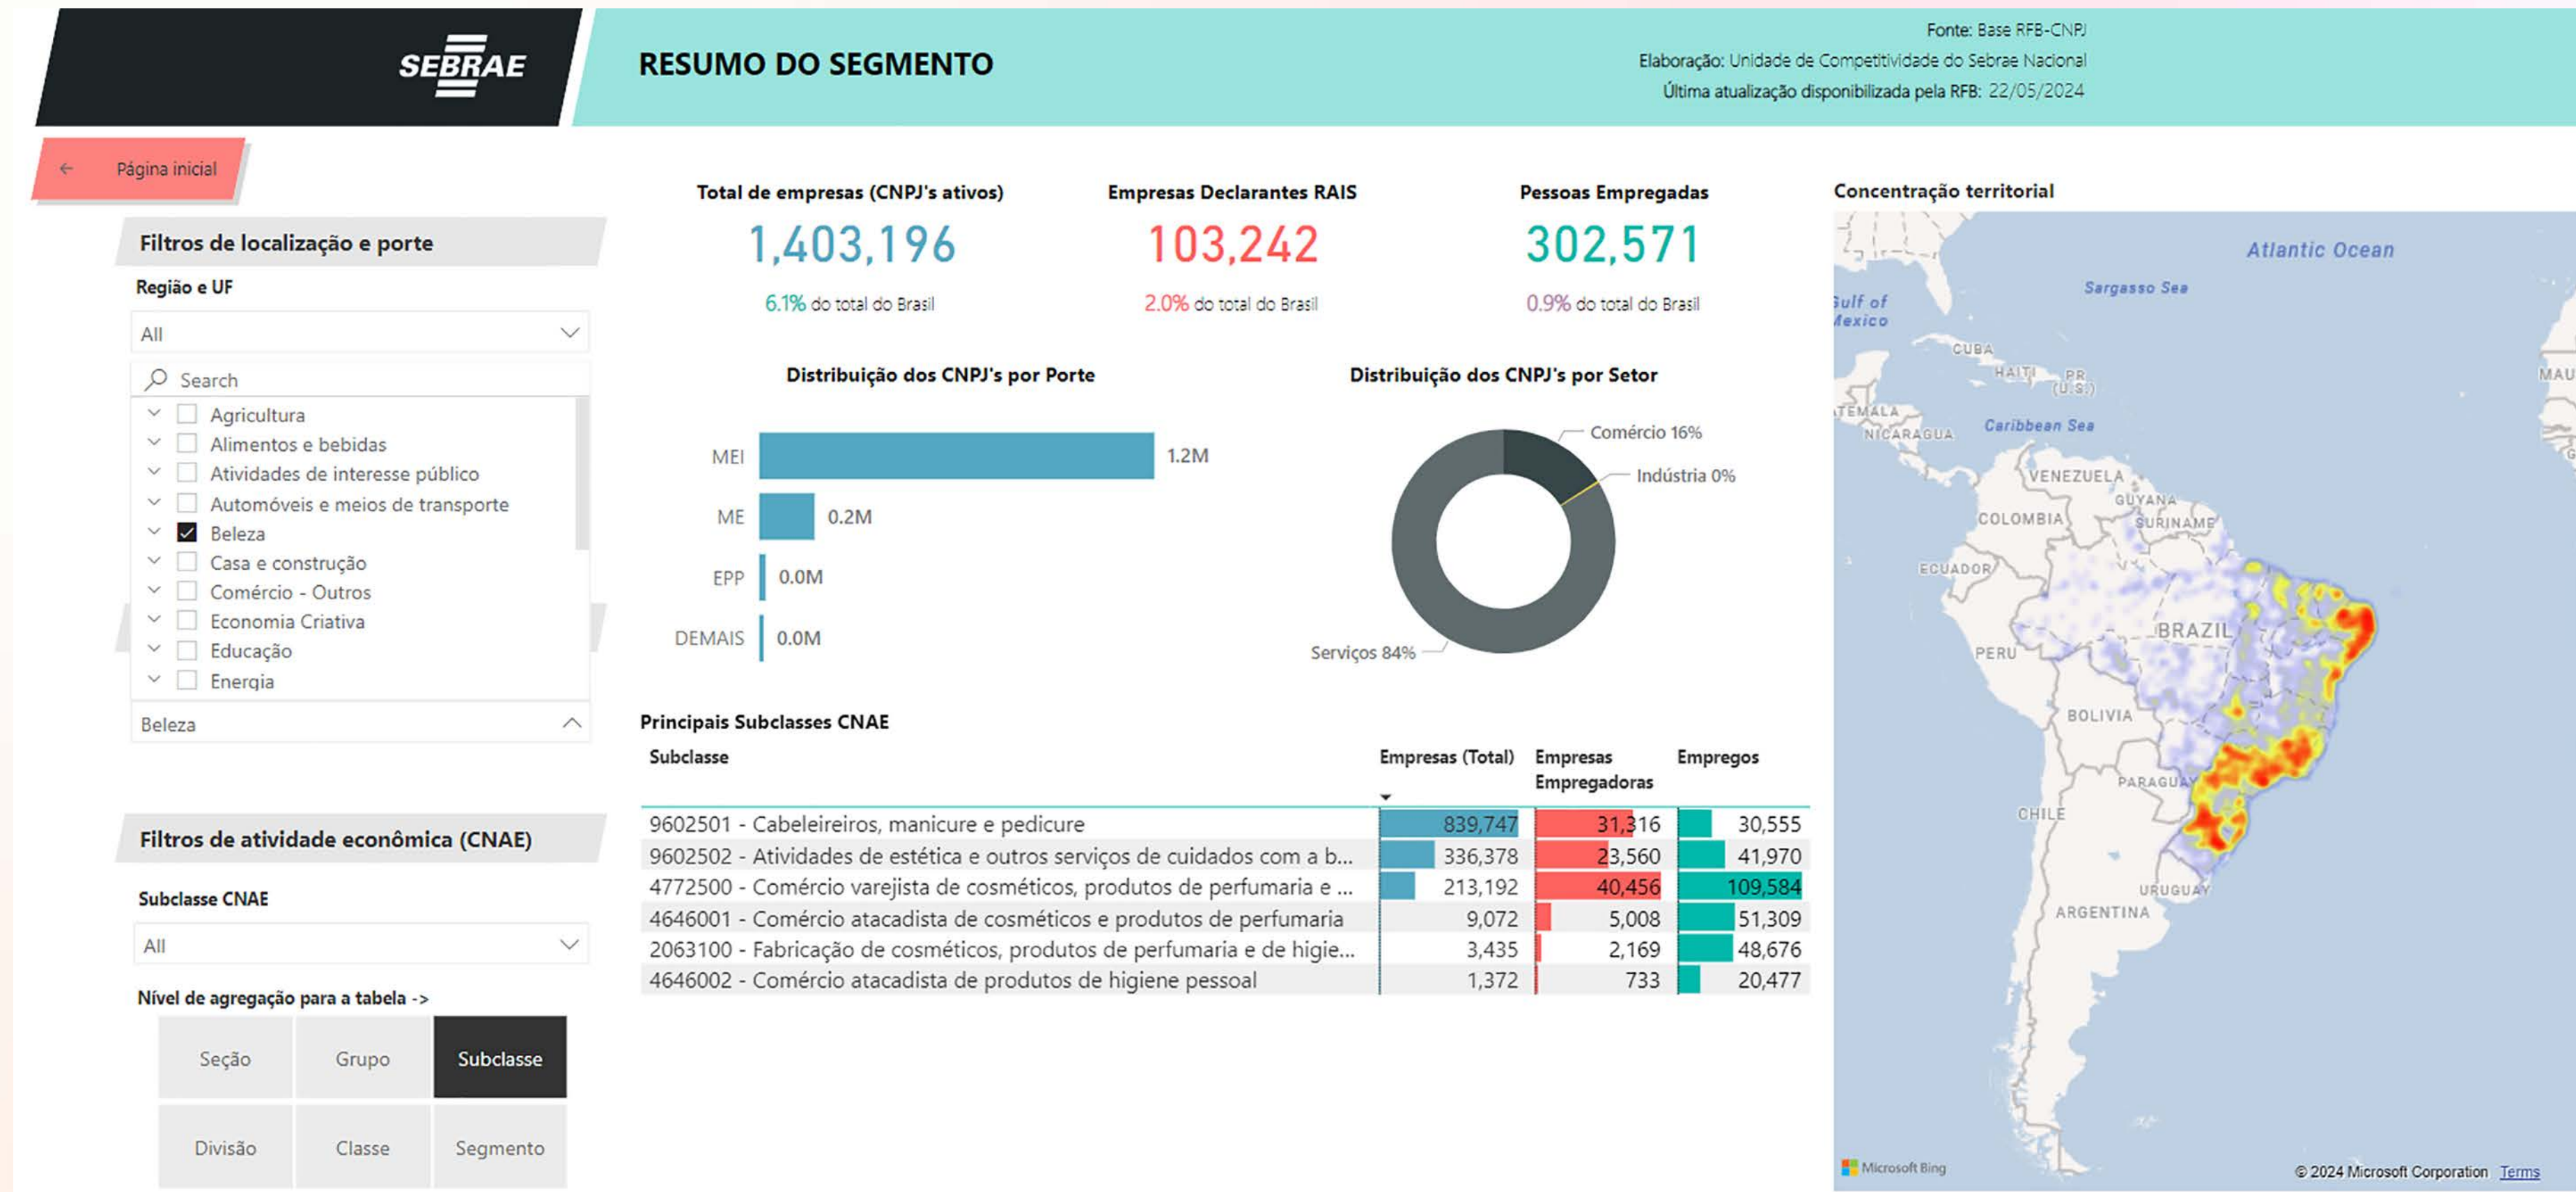 SEBRAE
RESUMO DO SEGMENTO
Fonte: Base RFB-CNPJ
Elaboração: Unidade de Competitividade do Sebrae Nacional
Última atualização disponibilizada pela RFB: 22/05/2024
← Página inicial
Filtros de localização e porte
Região e UF
All
Search
Agricultura
Alimentos e bebidas
Atividades de interesse público
Automóveis e meios de transporte
Beleza
Casa e construção
Comércio - Outros
Economia Criativa
Educação
Energia
Beleza
Filtros de atividade econômica (CNAE)
Subclasse CNAE
All
Nível de agregação para a tabela ->
Seção Grupo Subclasse
Divisão Classe Segmento
Total de empresas (CNPJ's ativos)
1,403,196
6.1% do total do Brasil
Empresas Declarantes RAIS
103,242
2.0% do total do Brasil
Pessoas Empregadas
302,571
0.9% do total do Brasil
Distribuição dos CNPJ's por Porte
MEI 1.2M
ME 0.2M
EPP 0.0M
DEMAIS 0.0M
Distribuição dos CNPJ's por Setor
Comércio 16%
Indústria 0%
Serviços 84%
Principais Subclasses CNAE
Subclasse Empresas (Total) Empresas Empregadoras Empregos
9602501 - Cabeleireiros, manicure e pedicure 839,747 31,316 30,555
9602502 - Atividades de estética e outros serviços de cuidados com a b... 336,378 23,560 41,970
4772500 - Comércio varejista de cosméticos, produtos de perfumaria e ... 213,192 40,456 109,584
4646001 - Comércio atacadista de cosméticos e produtos de perfumaria 9,072 5,008 51,309
2063100 - Fabricação de cosméticos, produtos de perfumaria e de higie... 3,435 2,169 48,676
4646002 - Comércio atacadista de produtos de higiene pessoal 1,372 733 20,477
Concentração territorial
Atlantic Ocean
Sargasso Sea
Gulf of
Mexico
CUBA
HAITI
PR
(U.S.)
MAU
TEMALA
NICARAGUA
Caribbean Sea
VENEZUELA
GUYANA
COLOMBIA
SURINAME
ECUADOR
BRAZIL
PERU
BOLIVIA
PARAGUAY
CHILE
URUGUAY
ARGENTINA
Microsoft Bing
© 2024 Microsoft Corporation Terms